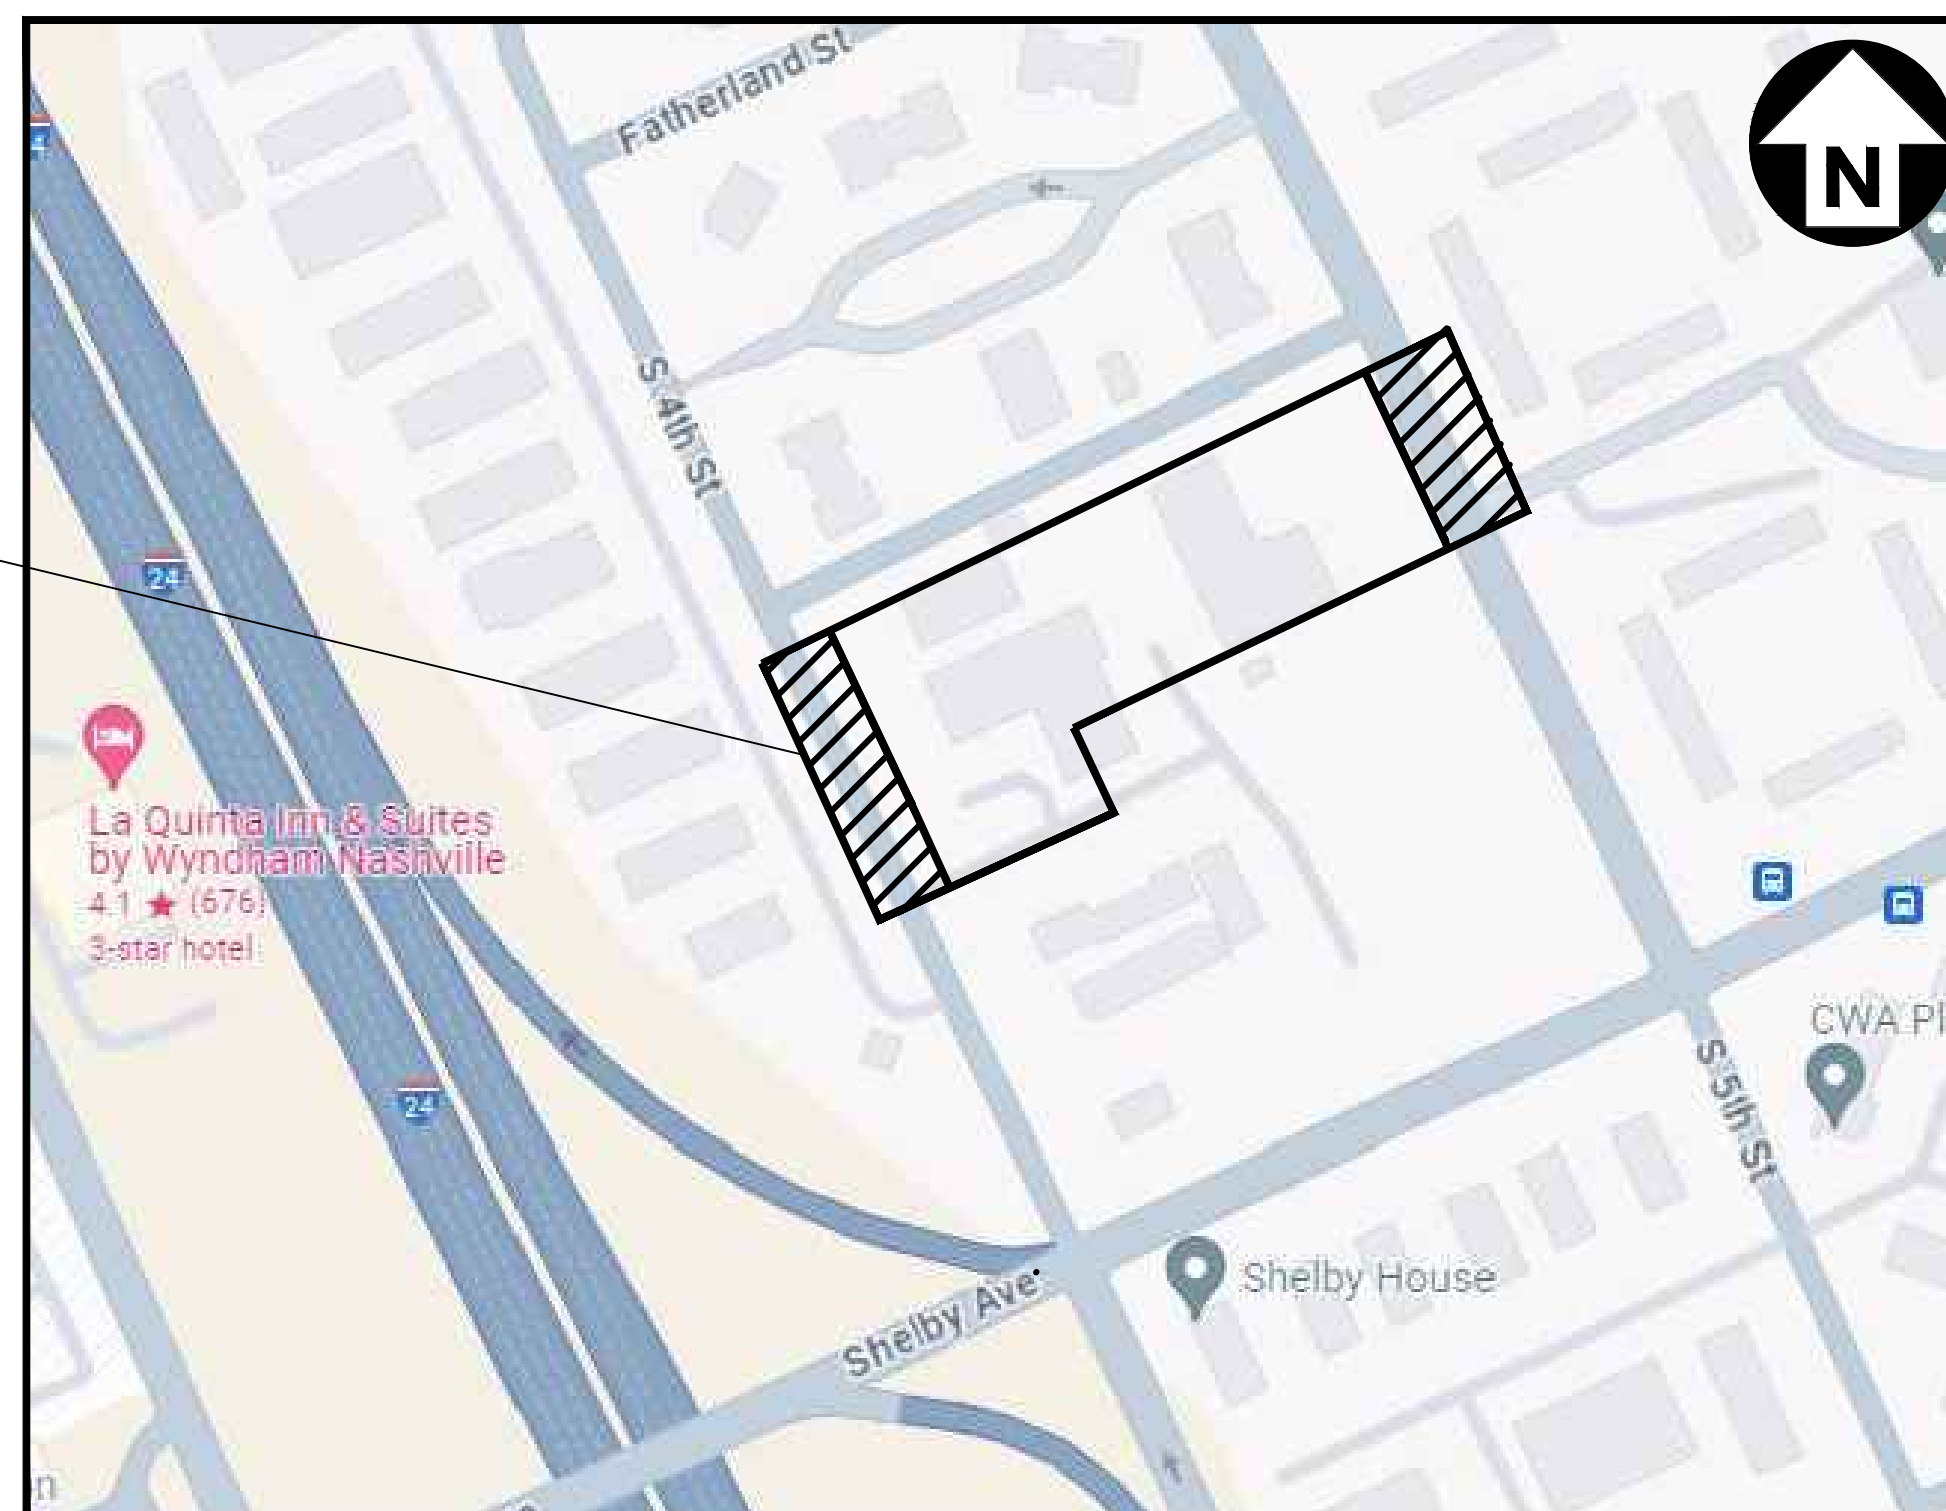 Fatherland St
N
4
S 4th St
24
La Quinta Inn & Suites
by Wyndham Nashville
4.1 ★ (676)
3-star hotel
CWA Pl
24
S 5th St
Shelby House
Shelby Ave